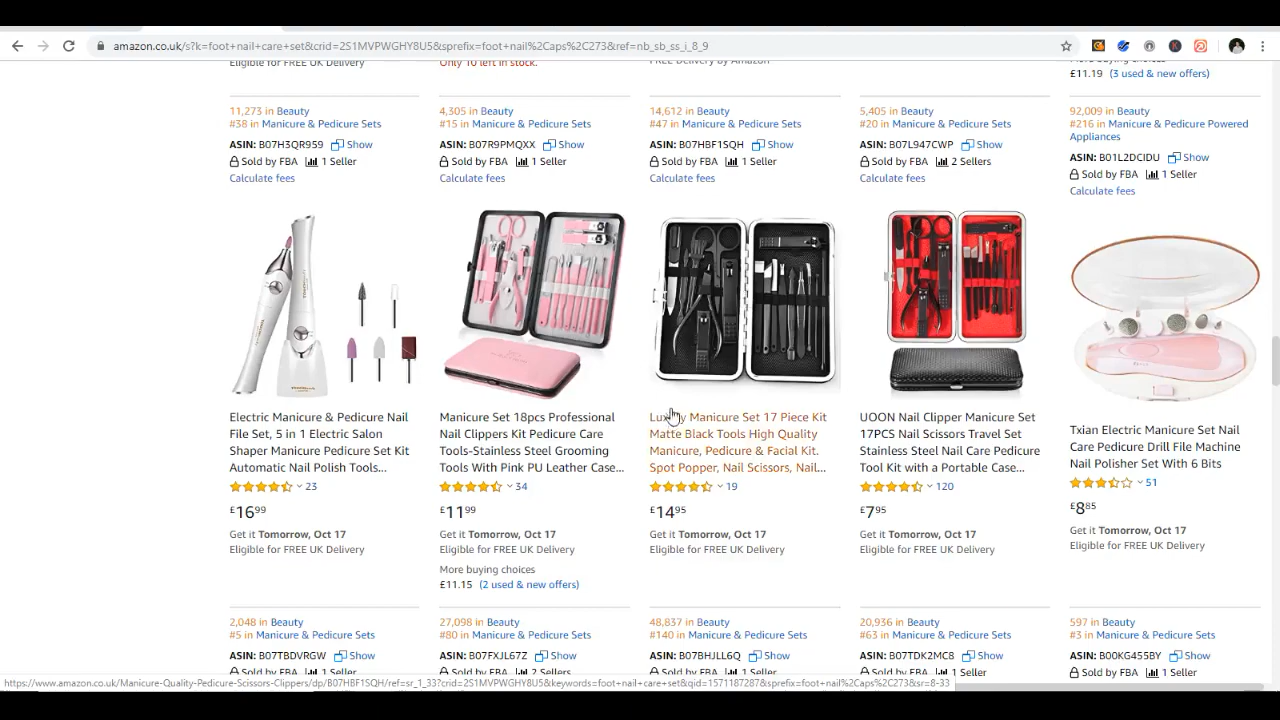 amazon.co.uk/s?k=foot+nail+care+set&crid=2S1MVPWGHY8U5&sprefix=foot+nail%2Caps%2C273&ref=nb_sb_ss_i_8_9
Eligible for FREE UK Delivery
Only 10 left in stock.
FREE Delivery by Amazon
More buying choices
£11.19 (3 used & new offers)
11,273 in Beauty
#38 in Manicure & Pedicure Sets
ASIN: B07H3QR959 Show
Sold by FBA 1 Seller
Calculate fees
4,305 in Beauty
#15 in Manicure & Pedicure Sets
ASIN: B07R9PMQXX Show
Sold by FBA 1 Seller
Calculate fees
14,612 in Beauty
#47 in Manicure & Pedicure Sets
ASIN: B07HBF1SQH Show
Sold by FBA 1 Seller
Calculate fees
5,405 in Beauty
#20 in Manicure & Pedicure Sets
ASIN: B07L947CWP Show
Sold by FBA 2 Sellers
Calculate fees
92,009 in Beauty
#216 in Manicure & Pedicure Powered
Appliances
ASIN: B01L2DCIDU Show
Sold by FBA 1 Seller
Calculate fees
Electric Manicure & Pedicure Nail
File Set, 5 in 1 Electric Salon
Shaper Manicure Pedicure Set Kit
Automatic Nail Polish Tools...
23
£1699
Get it Tomorrow, Oct 17
Eligible for FREE UK Delivery
Manicure Set 18pcs Professional
Nail Clippers Kit Pedicure Care
Tools-Stainless Steel Grooming
Tools With Pink PU Leather Case...
34
£1199
Get it Tomorrow, Oct 17
Eligible for FREE UK Delivery
More buying choices
£11.15 (2 used & new offers)
Luxury Manicure Set 17 Piece Kit
Matte Black Tools High Quality
Manicure, Pedicure & Facial Kit.
Spot Popper, Nail Scissors, Nail...
19
£1495
Get it Tomorrow, Oct 17
Eligible for FREE UK Delivery
UOON Nail Clipper Manicure Set
17PCS Nail Scissors Travel Set
Stainless Steel Nail Care Pedicure
Tool Kit with a Portable Case...
120
£795
Get it Tomorrow, Oct 17
Eligible for FREE UK Delivery
Txian Electric Manicure Set Nail
Care Pedicure Drill File Machine
Nail Polisher Set With 6 Bits
51
£885
Get it Tomorrow, Oct 17
Eligible for FREE UK Delivery
2,048 in Beauty
#5 in Manicure & Pedicure Sets
ASIN: B07TBDVRGW Show
Sold by FBA 1 Seller
27,098 in Beauty
#80 in Manicure & Pedicure Sets
ASIN: B07FXJL67Z Show
Sold by FBA 2 Sellers
48,837 in Beauty
#140 in Manicure & Pedicure Sets
ASIN: B07BHJLL6Q Show
Sold by FBA 1 Seller
20,936 in Beauty
#63 in Manicure & Pedicure Sets
ASIN: B07TDK2MC8 Show
Sold by FBA 1 Seller
597 in Beauty
#3 in Manicure & Pedicure Sets
ASIN: B00KG455BY Show
Sold by FBA 1 Seller
https://www.amazon.co.uk/Manicure-Quality-Pedicure-Scissors-Clippers/dp/B07HBF1SQH/ref=sr_1_33?crid=2S1MVPWGHY8U5&keywords=foot+nail+care+set&qid=1571187287&sprefix=foot+nail%2Caps%2C273&sr=8-33